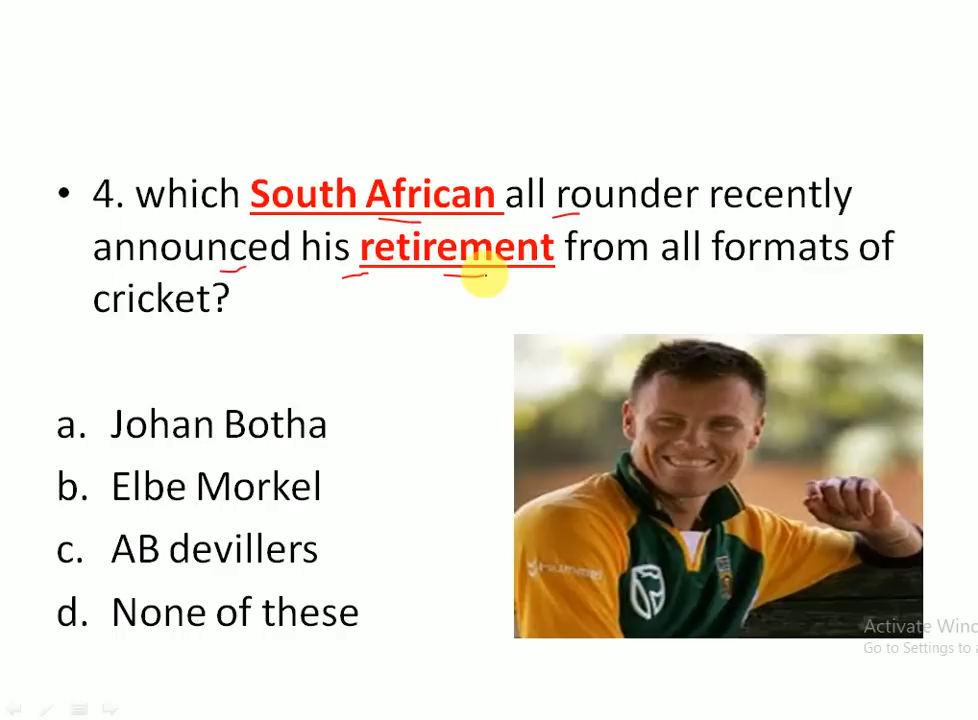 • 4. which South African all rounder recently
announced his retirement from all formats of
cricket?
a. Johan Botha
b. Elbe Morkel
c. AB devillers
d. None of these
hummel
Activate Wind
Go to Settings to a